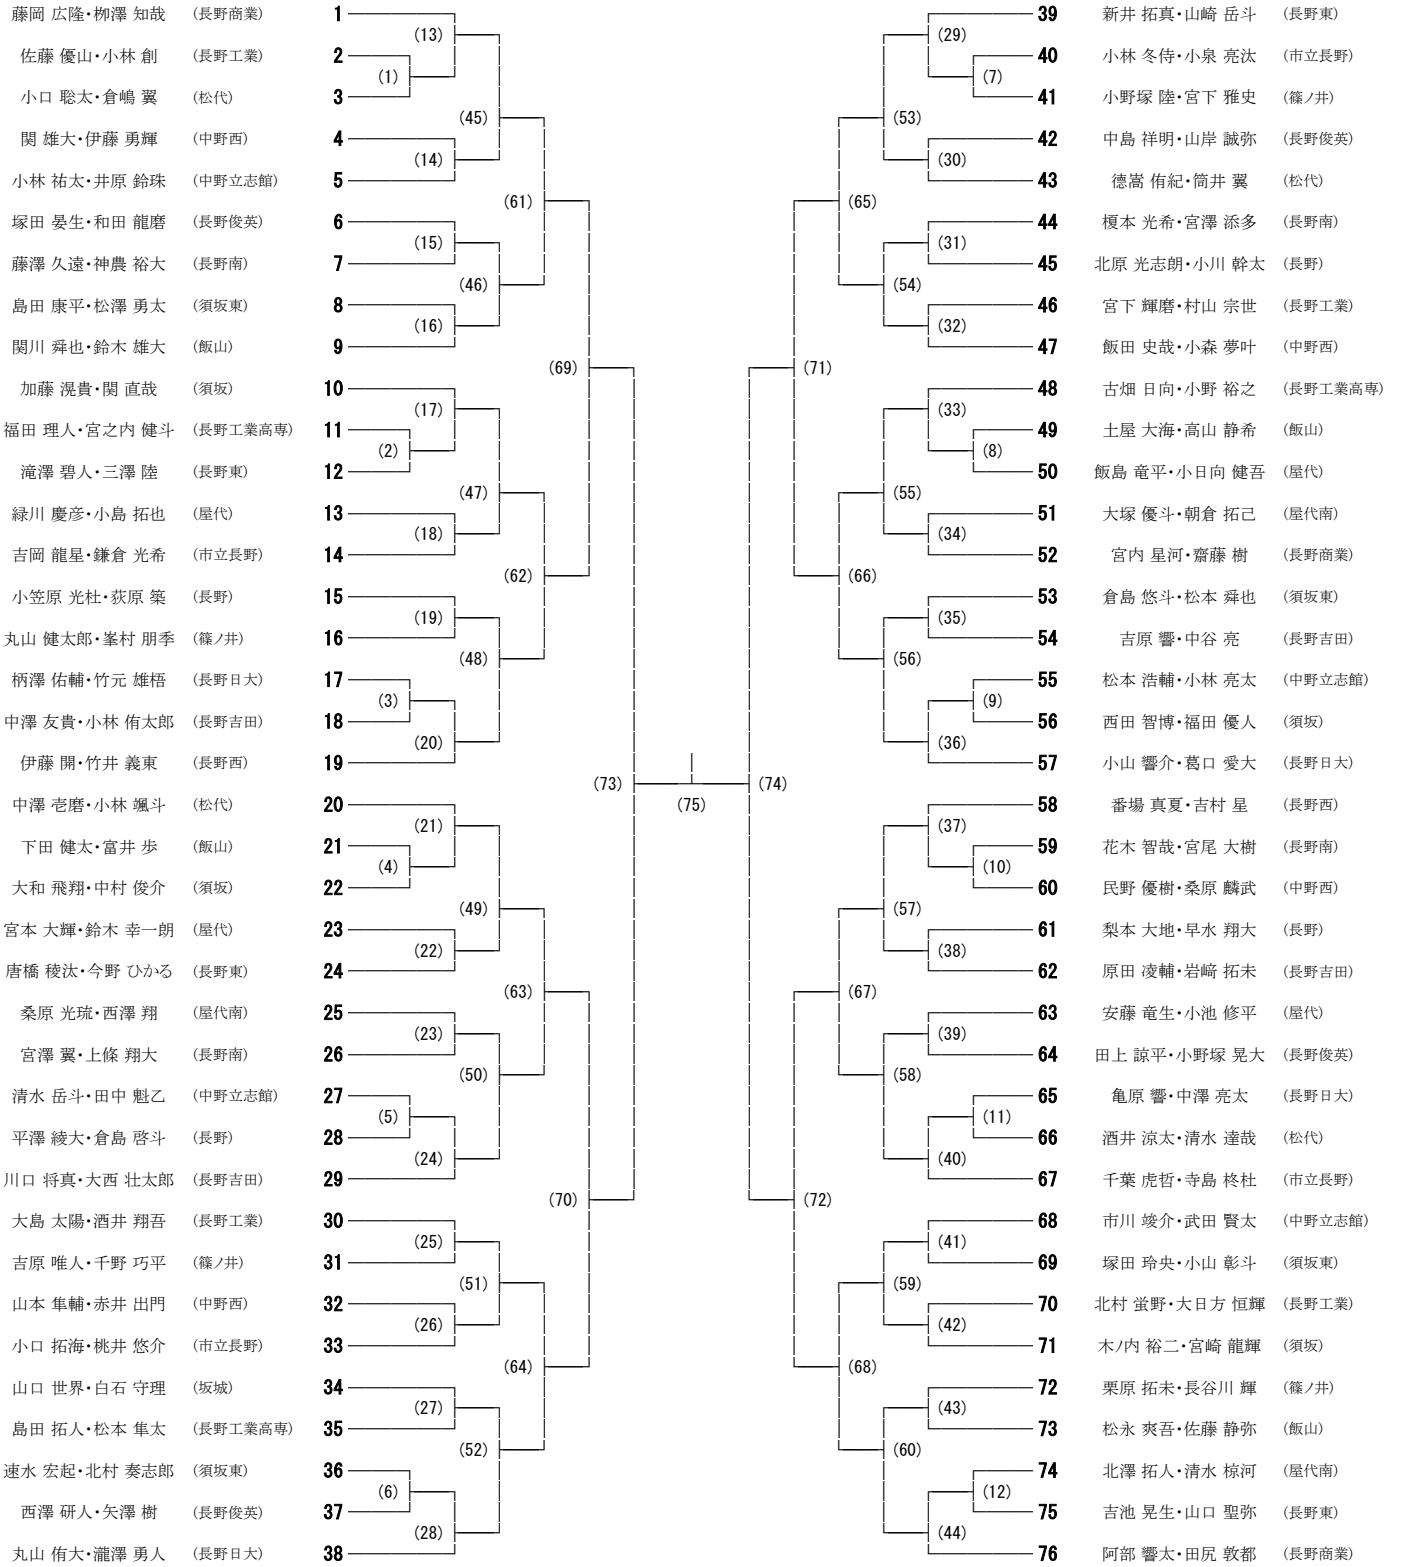 藤岡 広隆・栁澤 知哉 (長野商業) 1
佐藤 優山・小林 創 (長野工業) 2
小口 聡太・倉嶋 翼 (松代) 3
関 雄大・伊藤 勇輝 (中野西) 4
小林 祐太・井原 鈴珠 (中野立志館) 5
塚田 晏生・和田 龍磨 (長野俊英) 6
藤澤 久遠・神農 裕大 (長野南) 7
島田 康平・松澤 勇太 (須坂東) 8
関川 舜也・鈴木 雄大 (飯山) 9
加藤 滉貴・関 直哉 (須坂) 10
福田 理人・宮之内 健斗 (長野工業高専) 11
滝澤 碧人・三澤 陸 (長野東) 12
緑川 慶彦・小島 拓也 (屋代) 13
吉岡 龍星・鎌倉 光希 (市立長野) 14
小笠原 光杜・荻原 築 (長野) 15
丸山 健太郎・峯村 朋季 (篠ノ井) 16
柄澤 佑輔・竹元 雄梧 (長野日大) 17
中澤 友貴・小林 侑太郎 (長野吉田) 18
伊藤 開・竹井 義東 (長野西) 19
中澤 壱磨・小林 颯斗 (松代) 20
下田 健太・富井 歩 (飯山) 21
大和 飛翔・中村 俊介 (須坂) 22
宮本 大輝・鈴木 幸一朗 (屋代) 23
唐橋 稜汰・今野 ひかる (長野東) 24
桑原 光琉・西澤 翔 (屋代南) 25
宮澤 翼・上條 翔大 (長野南) 26
清水 岳斗・田中 魁乙 (中野立志館) 27
平澤 綾大・倉島 啓斗 (長野) 28
川口 将真・大西 壮太郎 (長野吉田) 29
大島 太陽・酒井 翔吾 (長野工業) 30
吉原 唯人・千野 巧平 (篠ノ井) 31
山本 隼輔・赤井 出門 (中野西) 32
小口 拓海・桃井 悠介 (市立長野) 33
山口 世界・白石 守理 (坂城) 34
島田 拓人・松本 隼太 (長野工業高専) 35
速水 宏起・北村 奏志郎 (須坂東) 36
西澤 研人・矢澤 樹 (長野俊英) 37
丸山 侑大・瀧澤 勇人 (長野日大) 38
(1)
(2)
(3)
(4)
(5)
(6)
(13)
(14)
(15)
(16)
(17)
(18)
(19)
(20)
(21)
(22)
(23)
(24)
(25)
(26)
(27)
(28)
(45)
(46)
(47)
(48)
(49)
(50)
(51)
(52)
(61)
(62)
(63)
(64)
(69)
(70)
(73)
(75)
(74)
(71)
(72)
(65)
(66)
(67)
(68)
(53)
(54)
(55)
(56)
(57)
(58)
(59)
(60)
(29)
(30)
(31)
(32)
(33)
(34)
(35)
(36)
(37)
(38)
(39)
(40)
(41)
(42)
(43)
(44)
(7)
(8)
(9)
(10)
(11)
(12)
39 新井 拓真・山崎 岳斗 (長野東)
40 小林 冬侍・小泉 亮汰 (市立長野)
41 小野塚 陸・宮下 雅史 (篠ノ井)
42 中島 祥明・山岸 誠弥 (長野俊英)
43 德嵩 侑紀・筒井 翼 (松代)
44 榎本 光希・宮澤 添多 (長野南)
45 北原 光志朗・小川 幹太 (長野)
46 宮下 輝磨・村山 宗世 (長野工業)
47 飯田 史哉・小森 夢叶 (中野西)
48 古畑 日向・小野 裕之 (長野工業高専)
49 土屋 大海・高山 静希 (飯山)
50 飯島 竜平・小日向 健吾 (屋代)
51 大塚 優斗・朝倉 拓己 (屋代南)
52 宮内 星河・齋藤 樹 (長野商業)
53 倉島 悠斗・松本 舜也 (須坂東)
54 吉原 響・中谷 亮 (長野吉田)
55 松本 浩輔・小林 亮太 (中野立志館)
56 西田 智博・福田 優人 (須坂)
57 小山 響介・葛口 愛大 (長野日大)
58 番場 真夏・吉村 星 (長野西)
59 花木 智哉・宮尾 大樹 (長野南)
60 民野 優樹・桑原 麟武 (中野西)
61 梨本 大地・早水 翔大 (長野)
62 原田 凌輔・岩﨑 拓未 (長野吉田)
63 安藤 竜生・小池 修平 (屋代)
64 田上 諒平・小野塚 晃大 (長野俊英)
65 亀原 響・中澤 亮太 (長野日大)
66 酒井 涼太・清水 達哉 (松代)
67 千葉 虎哲・寺島 柊杜 (市立長野)
68 市川 竣介・武田 賢太 (中野立志館)
69 塚田 玲央・小山 彰斗 (須坂東)
70 北村 蛍野・大日方 恒輝 (長野工業)
71 木ノ内 裕二・宮崎 龍輝 (須坂)
72 栗原 拓未・長谷川 輝 (篠ノ井)
73 松永 爽吾・佐藤 静弥 (飯山)
74 北澤 拓人・清水 椋河 (屋代南)
75 吉池 晃生・山口 聖弥 (長野東)
76 阿部 響太・田尻 敦都 (長野商業)